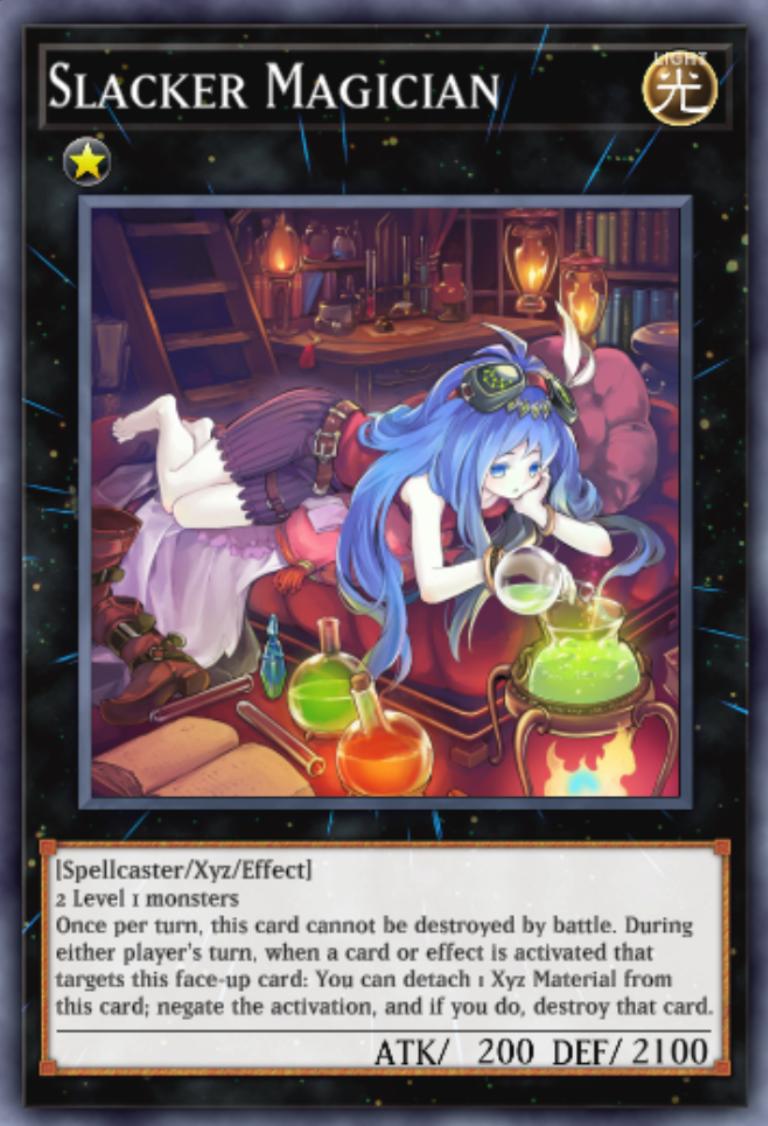 SLACKER MAGICIAN
LIGHT
光
[Spellcaster/Xyz/Effect]
2 Level 1 monsters
Once per turn, this card cannot be destroyed by battle. During
either player's turn, when a card or effect is activated that
targets this face-up card: You can detach 1 Xyz Material from
this card; negate the activation, and if you do, destroy that card.
ATK/ 200 DEF/ 2100